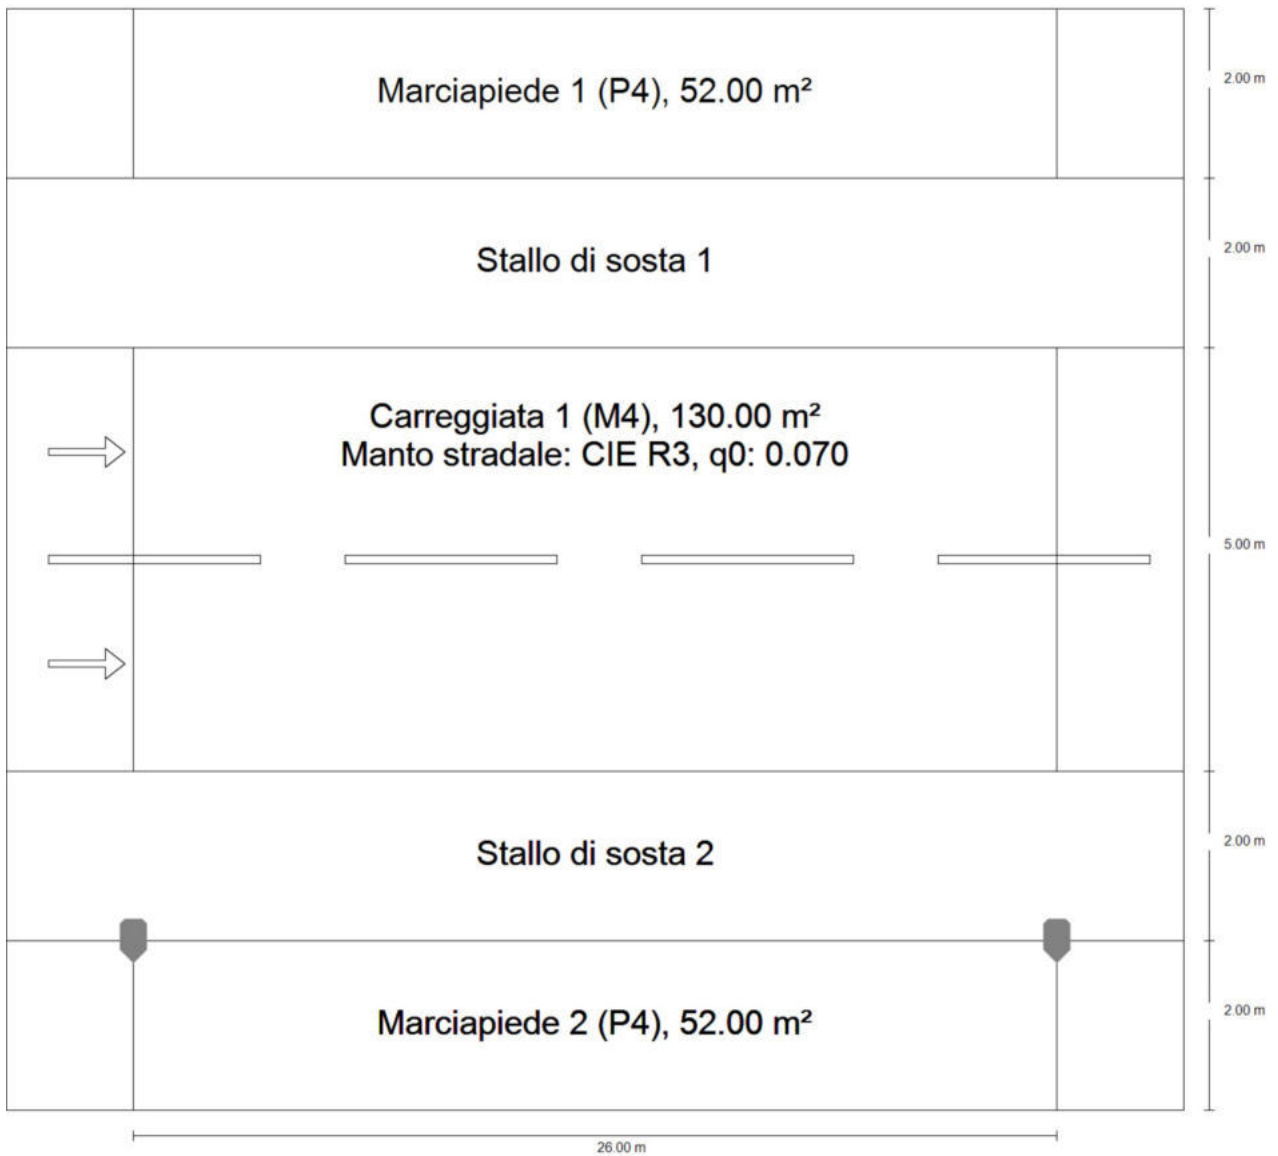 Marciapiede 1 (P4), 52.00 m²
2.00 m
Stallo di sosta 1
2.00 m
Carreggiata 1 (M4), 130.00 m²
Manto stradale: CIE R3, q0: 0.070
5.00 m
Stallo di sosta 2
2.00 m
Marciapiede 2 (P4), 52.00 m²
2.00 m
26.00 m